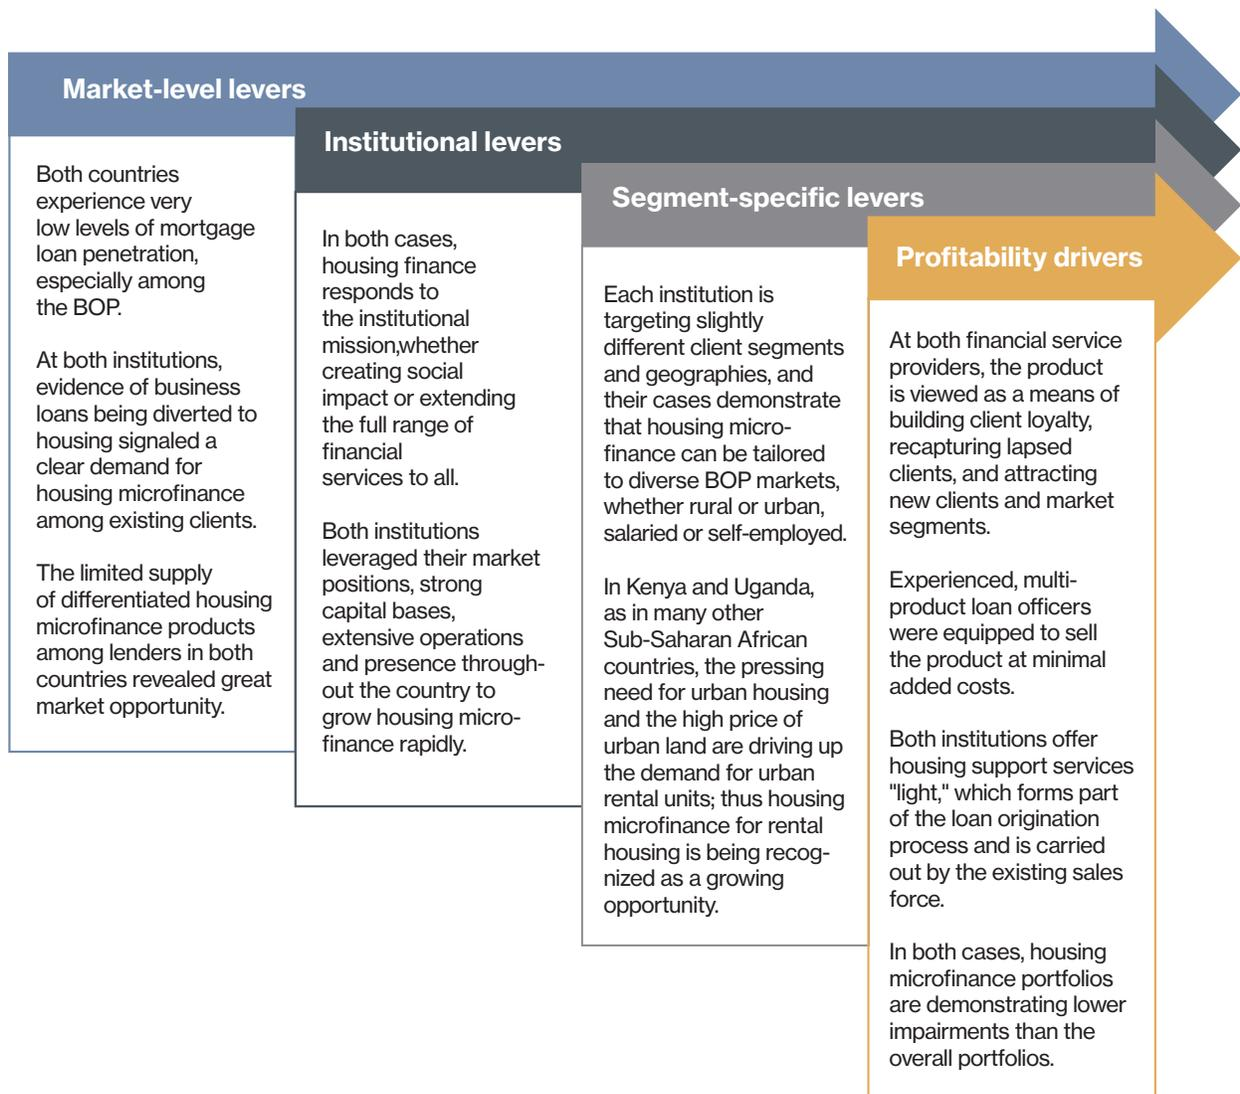 Market-level levers
Both countries
experience very
low levels of mortgage
loan penetration,
especially among
the BOP.
At both institutions,
evidence of business
loans being diverted to
housing signaled a
clear demand for
housing microfinance
among existing clients.
The limited supply
of differentiated housing
microfinance products
among lenders in both
countries revealed great
market opportunity.
Institutional levers
In both cases,
housing finance
responds to
the institutional
mission,whether
creating social
impact or extending
the full range of
financial
services to all.
Both institutions
leveraged their market
positions, strong
capital bases,
extensive operations
and presence through-
out the country to
grow housing micro-
finance rapidly.
Segment-specific levers
Each institution is
targeting slightly
different client segments
and geographies, and
their cases demonstrate
that housing micro-
finance can be tailored
to diverse BOP markets,
whether rural or urban,
salaried or self-employed.
In Kenya and Uganda,
as in many other
Sub-Saharan African
countries, the pressing
need for urban housing
and the high price of
urban land are driving up
the demand for urban
rental units; thus housing
microfinance for rental
housing is being recog-
nized as a growing
opportunity.
Profitability drivers
At both financial service
providers, the product
is viewed as a means of
building client loyalty,
recapturing lapsed
clients, and attracting
new clients and market
segments.
Experienced, multi-
product loan officers
were equipped to sell
the product at minimal
added costs.
Both institutions offer
housing support services
"light," which forms part
of the loan origination
process and is carried
out by the existing sales
force.
In both cases, housing
microfinance portfolios
are demonstrating lower
impairments than the
overall portfolios.